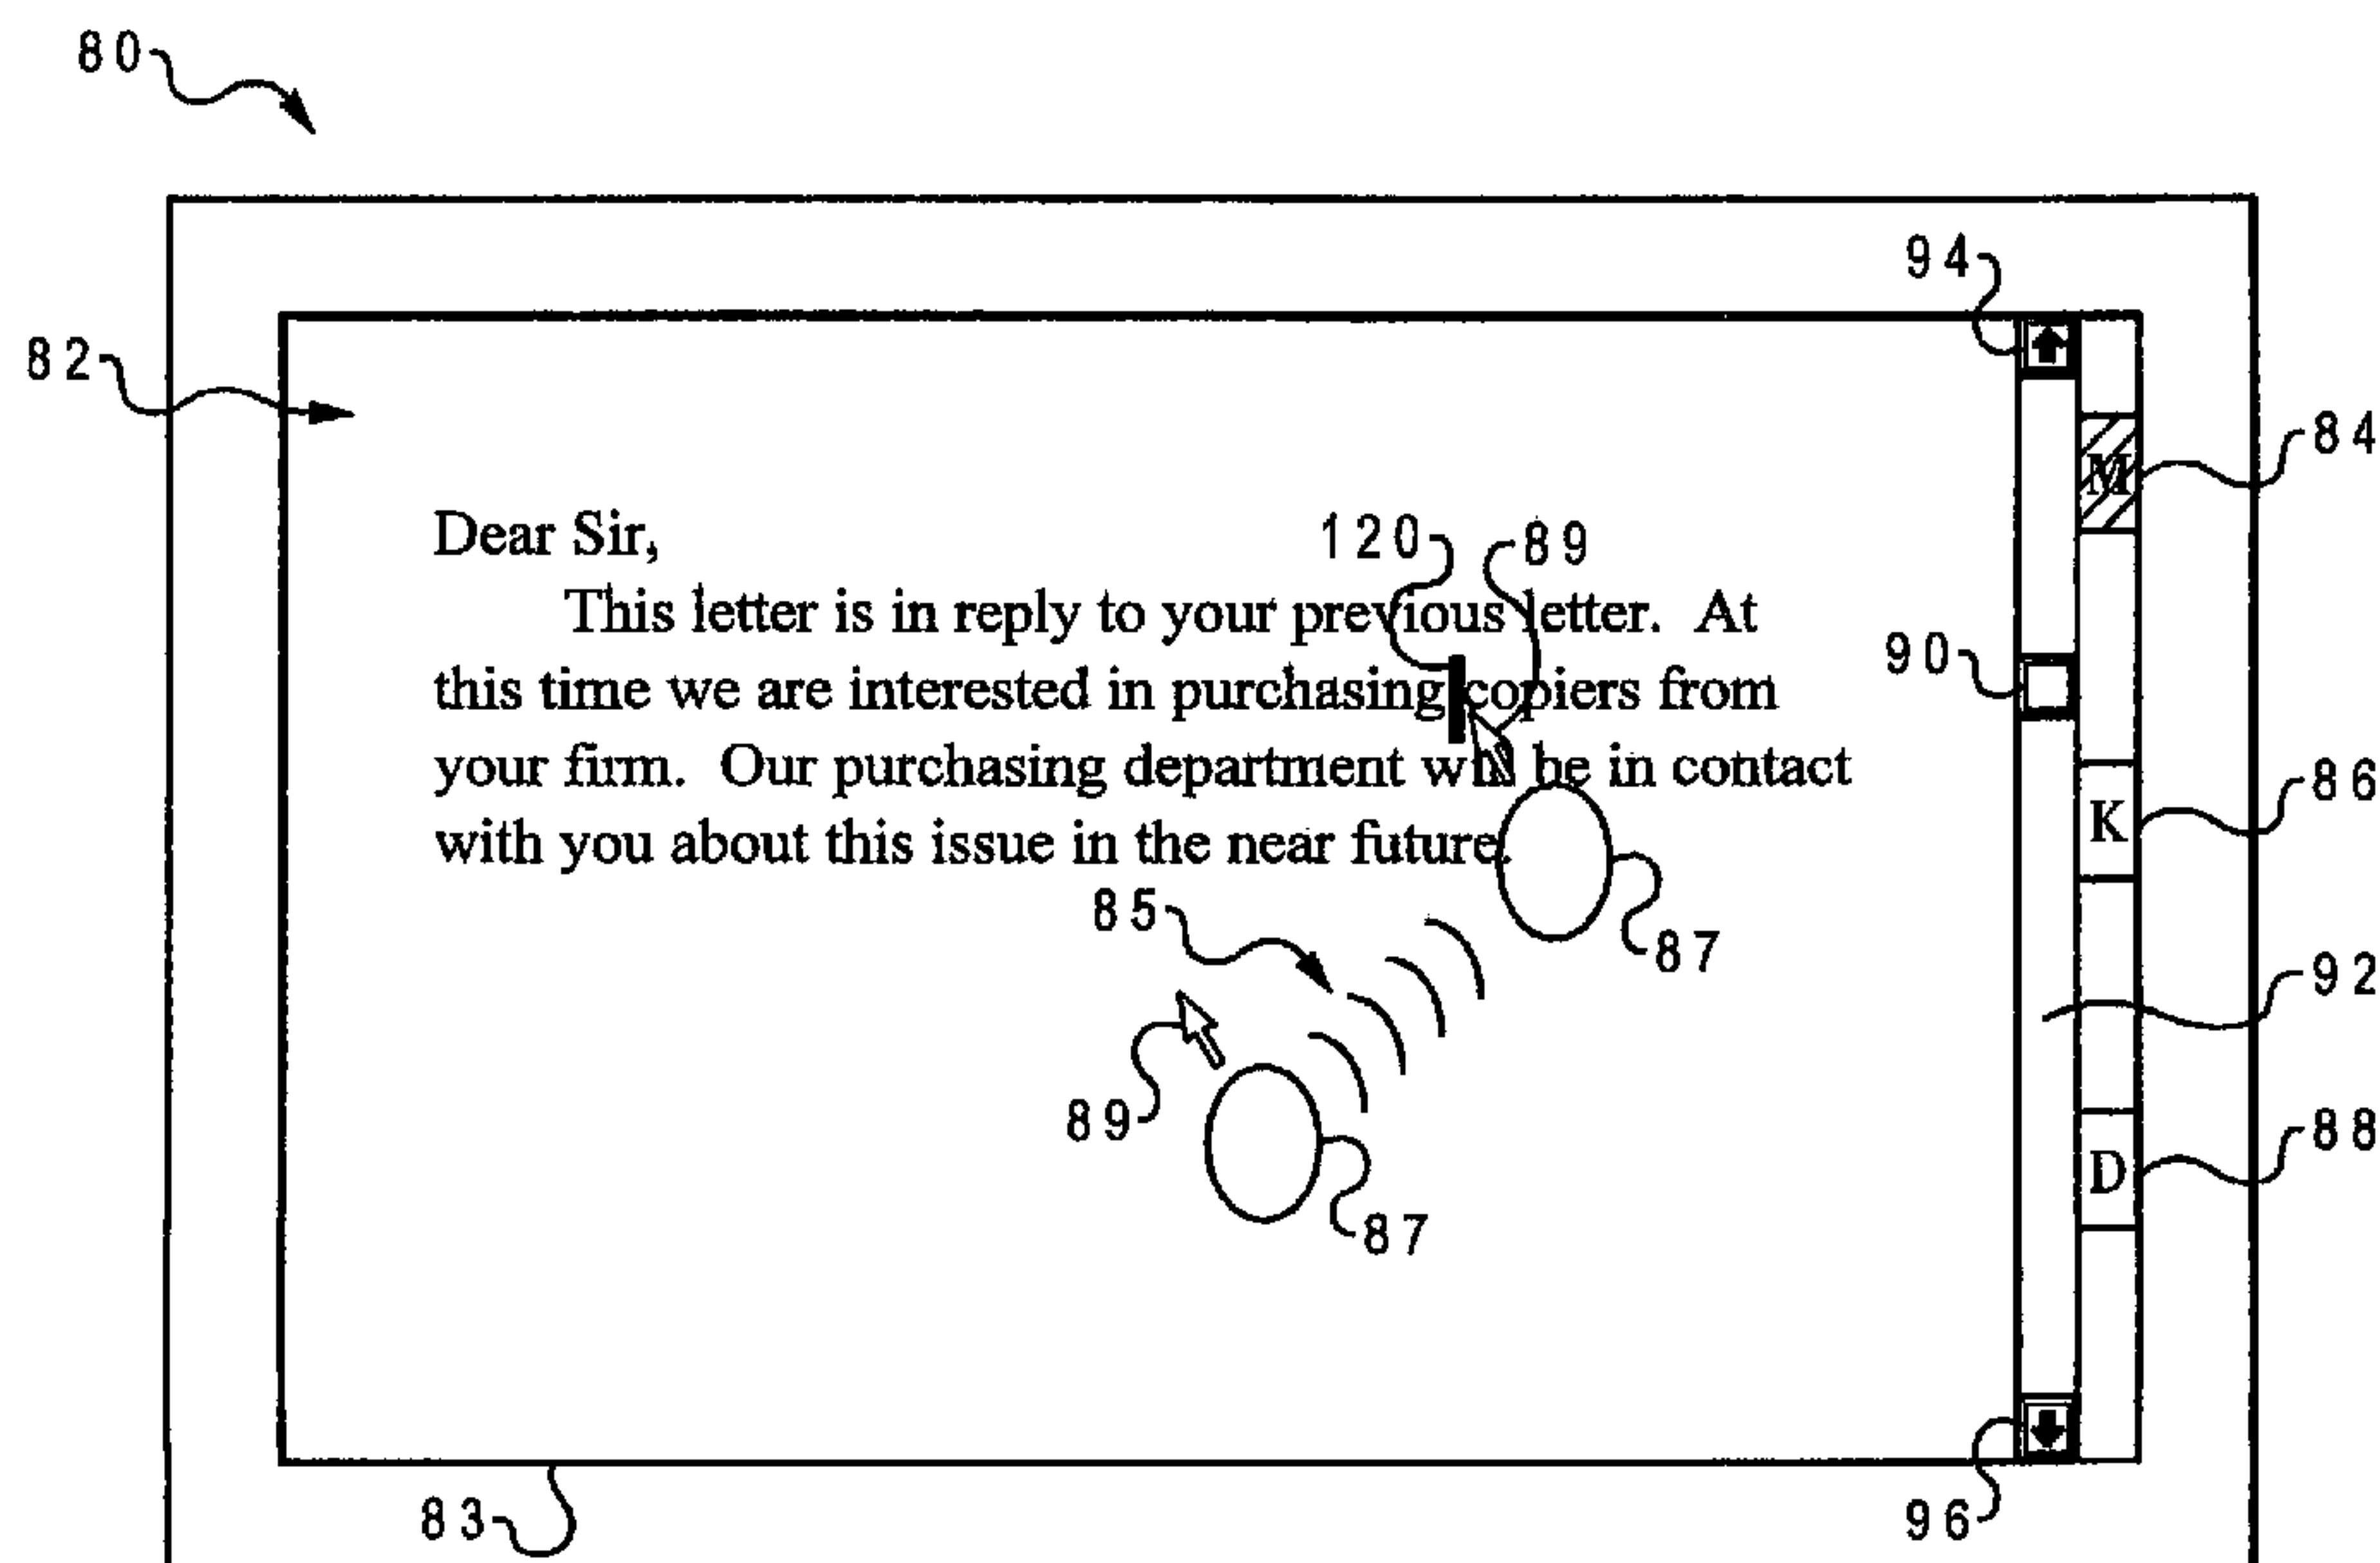 80
94
82
84
M
Dear Sir,
120 89
This letter is in reply to your previous letter. At
90
this time we are interested in purchasing copiers from
86
your firm. Our purchasing department will be in contact
K
with you about this issue in the near future.
85
87
92
89
88
D
87
83
96